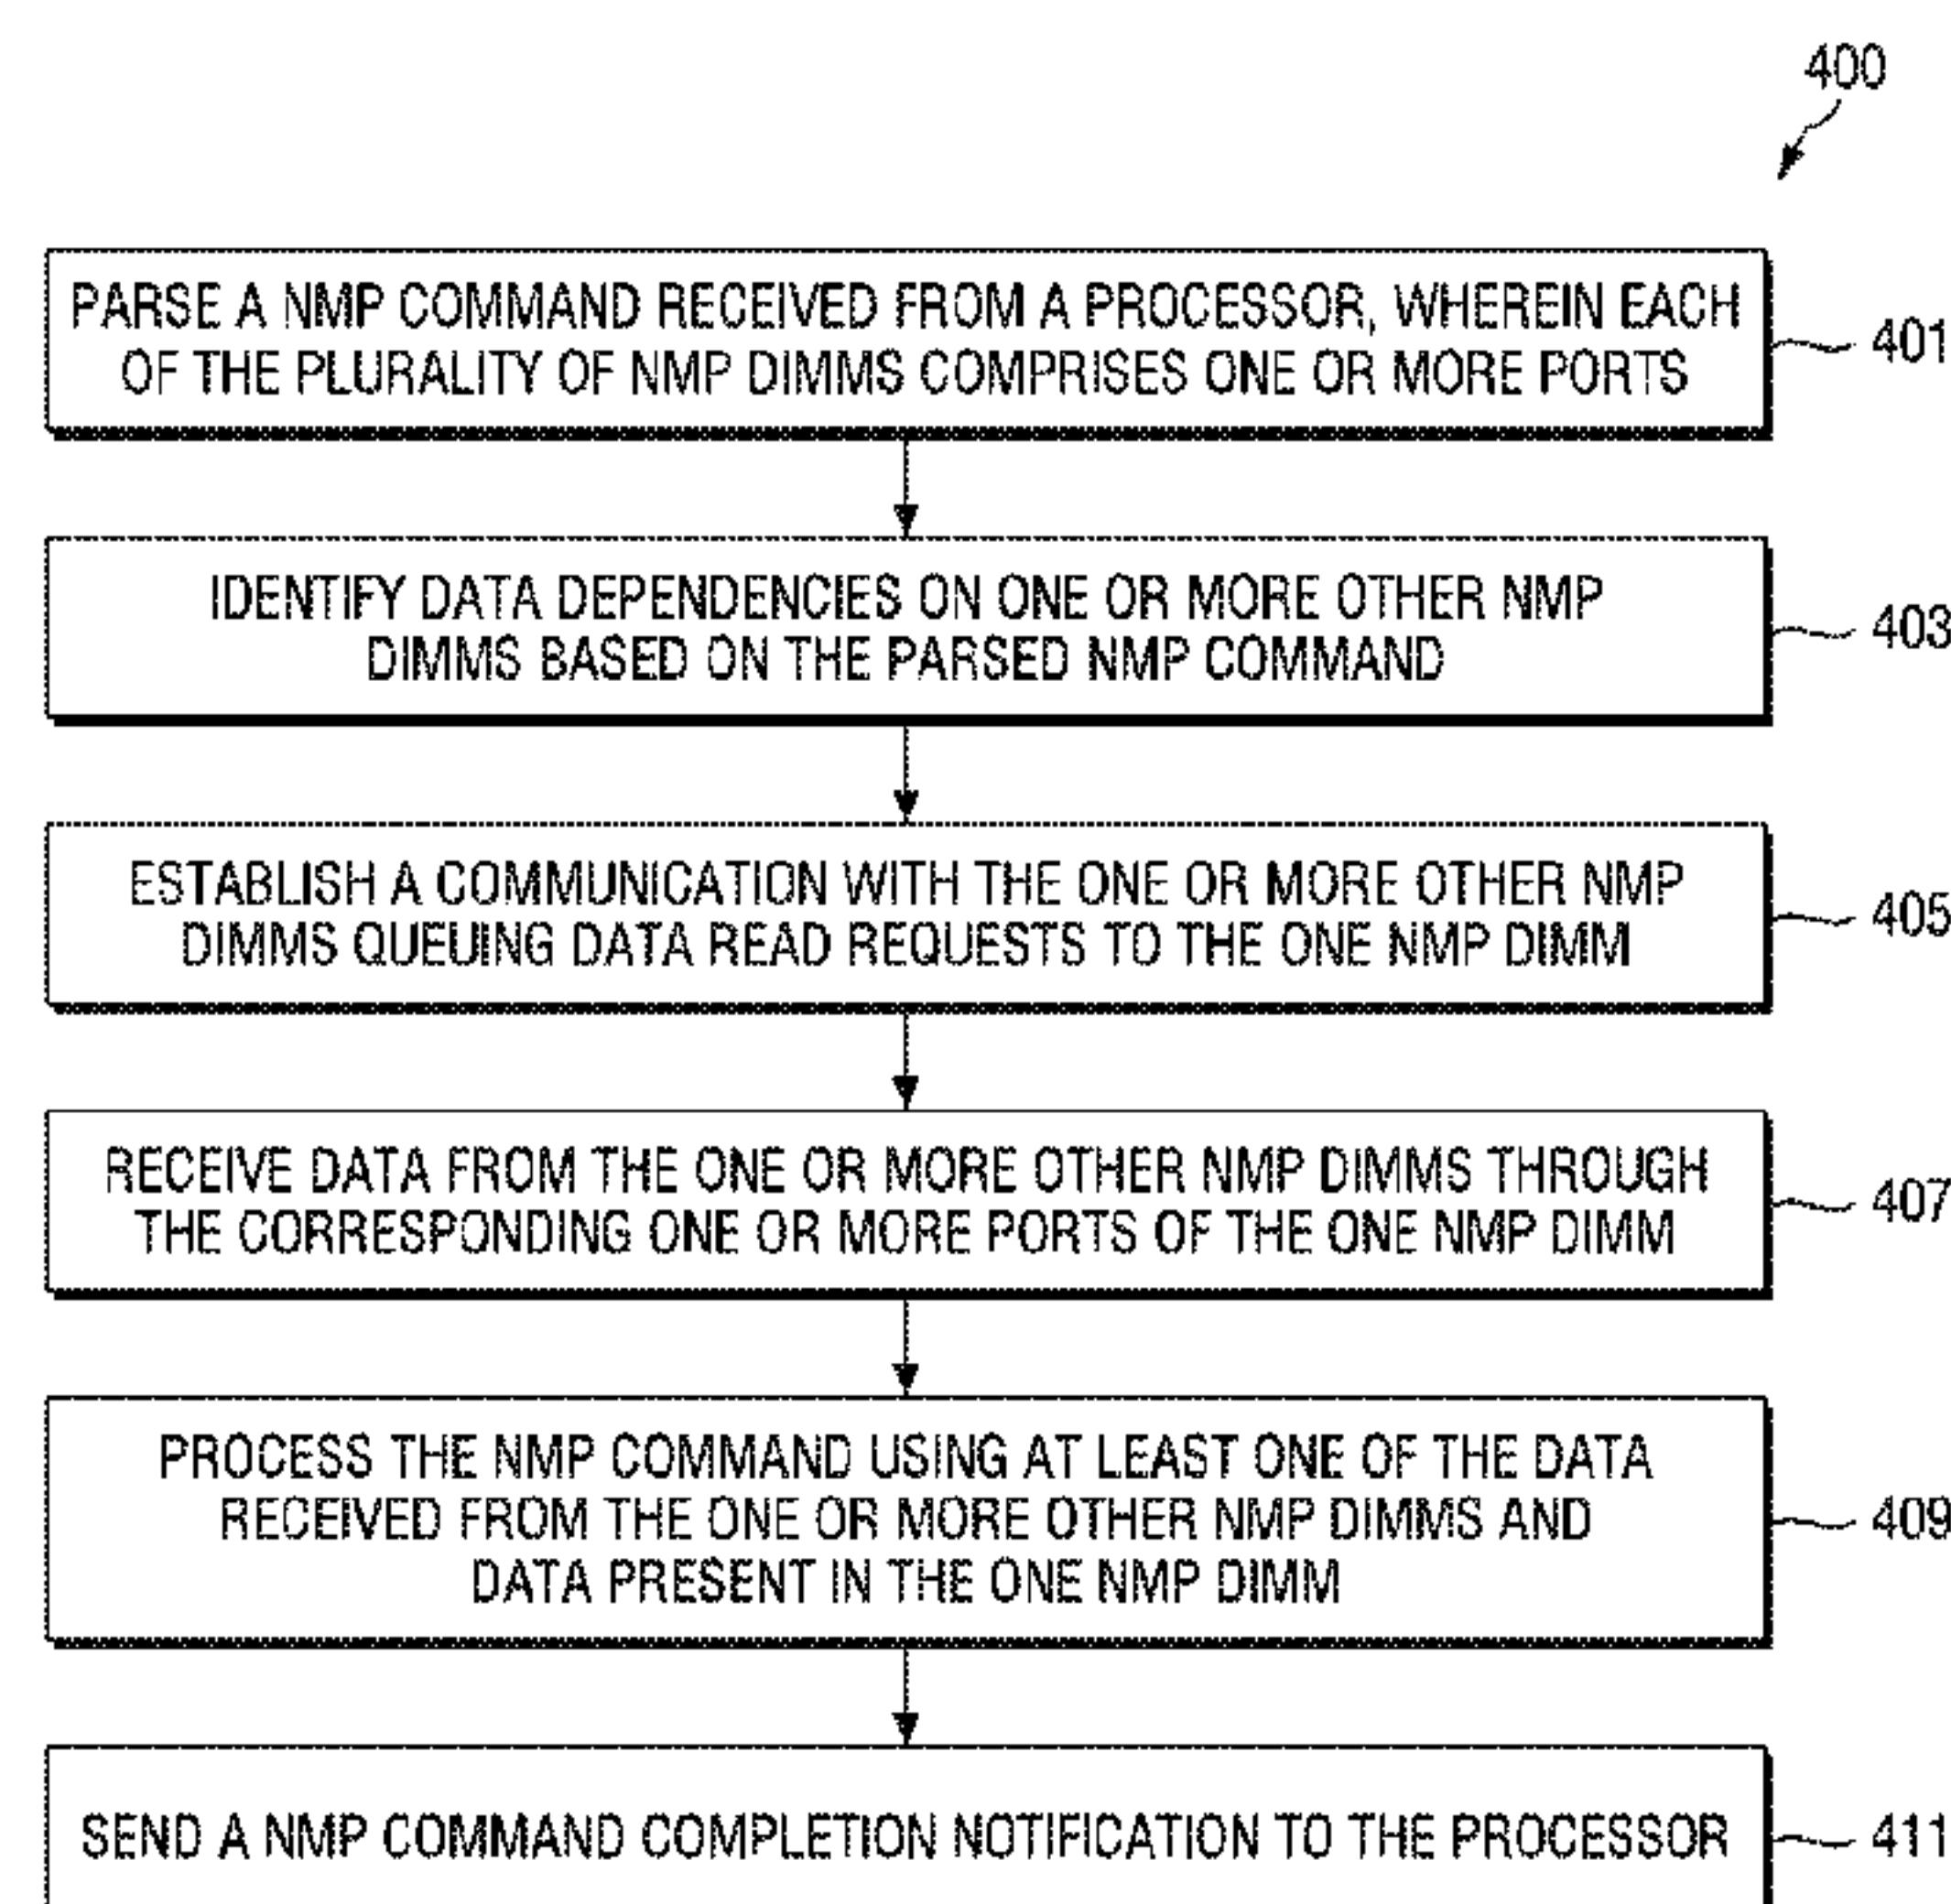 400
PARSE A NMP COMMAND RECEIVED FROM A PROCESSOR, WHEREIN EACH
OF THE PLURALITY OF NMP DIMMS COMPRISES ONE OR MORE PORTS
401
IDENTIFY DATA DEPENDENCIES ON ONE OR MORE OTHER NMP
DIMMS BASED ON THE PARSED NMP COMMAND
403
ESTABLISH A COMMUNICATION WITH THE ONE OR MORE OTHER NMP
DIMMS QUEUING DATA READ REQUESTS TO THE ONE NMP DIMM
405
RECEIVE DATA FROM THE ONE OR MORE OTHER NMP DIMMS THROUGH
THE CORRESPONDING ONE OR MORE PORTS OF THE ONE NMP DIMM
407
PROCESS THE NMP COMMAND USING AT LEAST ONE OF THE DATA
RECEIVED FROM THE ONE OR MORE OTHER NMP DIMMS AND
DATA PRESENT IN THE ONE NMP DIMM
409
SEND A NMP COMMAND COMPLETION NOTIFICATION TO THE PROCESSOR
411